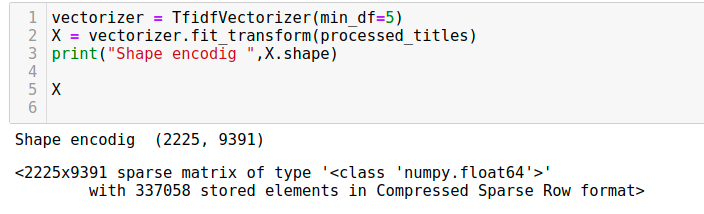 1 vectorizer = TfidfVectorizer(min_df=5)
2 X = vectorizer.fit_transform(processed_titles)
3 print("Shape encodig ",X.shape)
4
5 X
6
Shape encodig  (2225, 9391)
<2225x9391 sparse matrix of type '<class 'numpy.float64'>'
        with 337058 stored elements in Compressed Sparse Row format>